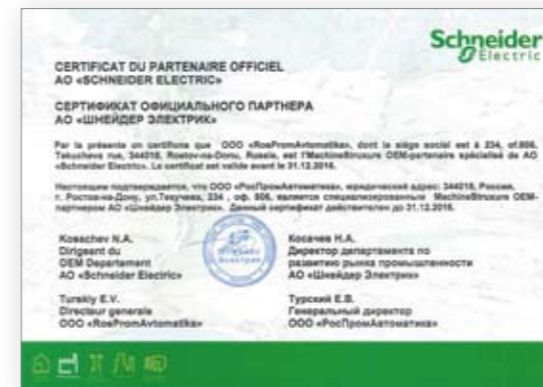 Schneider
Electric
CERTIFICAT DU PARTENAIRE OFFICIEL
AO «SCHNEIDER ELECTRIC»
СЕРТИФИКАТ ОФИЦИАЛЬНОГО ПАРТНЕРА
АО «ШНЕЙДЕР ЭЛЕКТРИК»
Par la présente on certifions que OOO «RosPromAvtomatika», dont le siège social est à 234, of.806,
Tekucheva rue, 344018, Rostov-na-Donu, Russie, est l'MachineStruxure OEM-partenaire spécialisé de AO
«Schneider Electric». Le certificat est valide avant le 31.12.2016.
Настоящим подтверждается, что ООО «РосПромАвтоматика», юридический адрес: 344018, Россия,
г. Ростов-на-Дону, ул.Текучева, 234 , оф. 806, является специализированным MachineStruxure OEM-
партнером АО «Шнейдер Электрик». Данный сертификат действителен до 31.12.2016.
Kosachev N.A.
Dirigeant du
OEM Departament
AO «Schneider Electric»
Косачев Н.А.
Директор департамента по
развитию рынка промышленности
АО «Шнейдер Электрик»
Turskiy E.V.
Directeur generale
OOO «RosPromAvtomatika»
Турский Е.В.
Генеральный директор
ООО «РосПромАвтоматика»